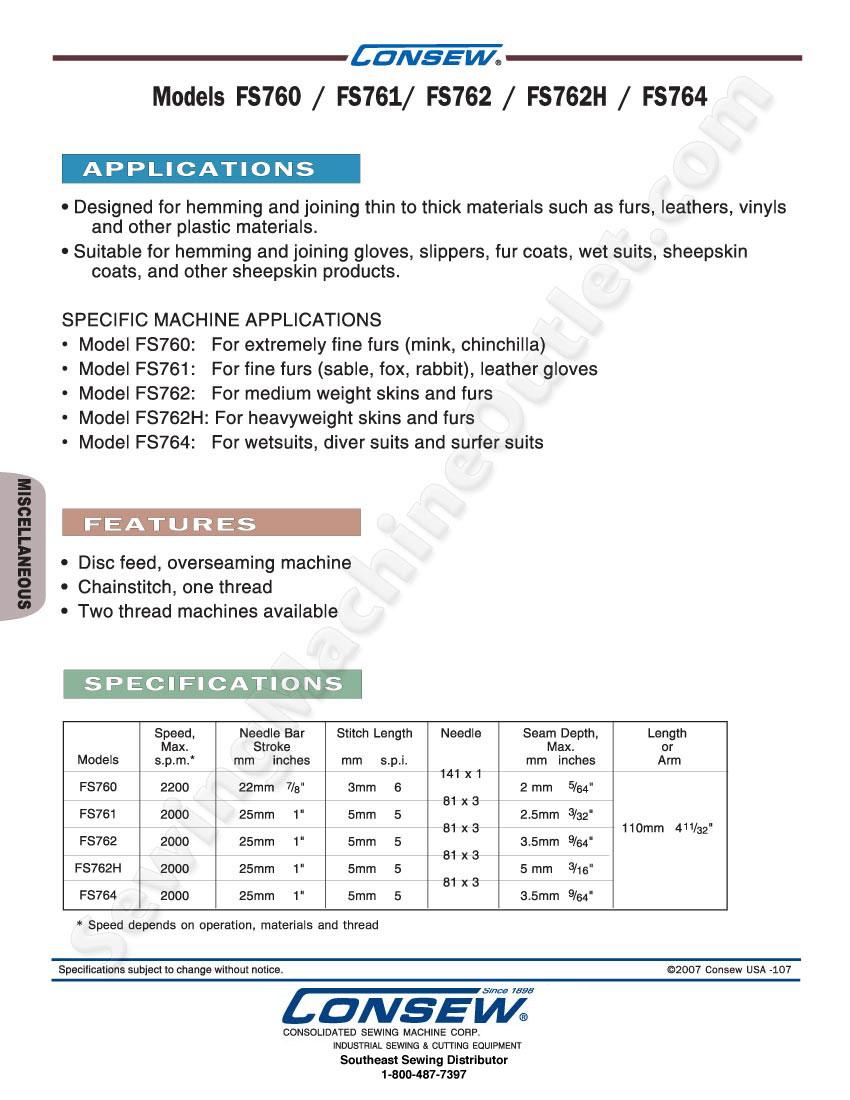 CONSEW®
Models FS760 / FS761/ FS762 / FS762H / FS764
APPLICATIONS
• Designed for hemming and joining thin to thick materials such as furs, leathers, vinyls
and other plastic materials.
• Suitable for hemming and joining gloves, slippers, fur coats, wet suits, sheepskin
coats, and other sheepskin products.
SPECIFIC MACHINE APPLICATIONS
• Model FS760: For extremely fine furs (mink, chinchilla)
• Model FS761: For fine furs (sable, fox, rabbit), leather gloves
• Model FS762: For medium weight skins and furs
• Model FS762H: For heavyweight skins and furs
• Model FS764: For wetsuits, diver suits and surfer suits
MISCELLANEOUS
FEATURES
• Disc feed, overseaming machine
• Chainstitch, one thread
• Two thread machines available
SPECIFICATIONS
Speed, Needle Bar Stitch Length Needle Seam Depth, Length
Max. Stroke Max. or
Models s.p.m.* mm inches mm s.p.i. mm inches Arm
141 x 1
FS760 2200 22mm 7/8" 3mm 6 2 mm 5/64"
81 x 3
FS761 2000 25mm 1" 5mm 5 2.5mm 3/32"
81 x 3 110mm 4 11/32"
FS762 2000 25mm 1" 5mm 5 3.5mm 9/64"
81 x 3
FS762H 2000 25mm 1" 5mm 5 5 mm 3/16"
81 x 3
FS764 2000 25mm 1" 5mm 5 3.5mm 9/64"
* Speed depends on operation, materials and thread
Specifications subject to change without notice. ©2007 Consew USA -107
Since 1898
CONSEW®
CONSOLIDATED SEWING MACHINE CORP.
INDUSTRIAL SEWING & CUTTING EQUIPMENT
Southeast Sewing Distributor
1-800-487-7397
SewingMachineOutlet.com